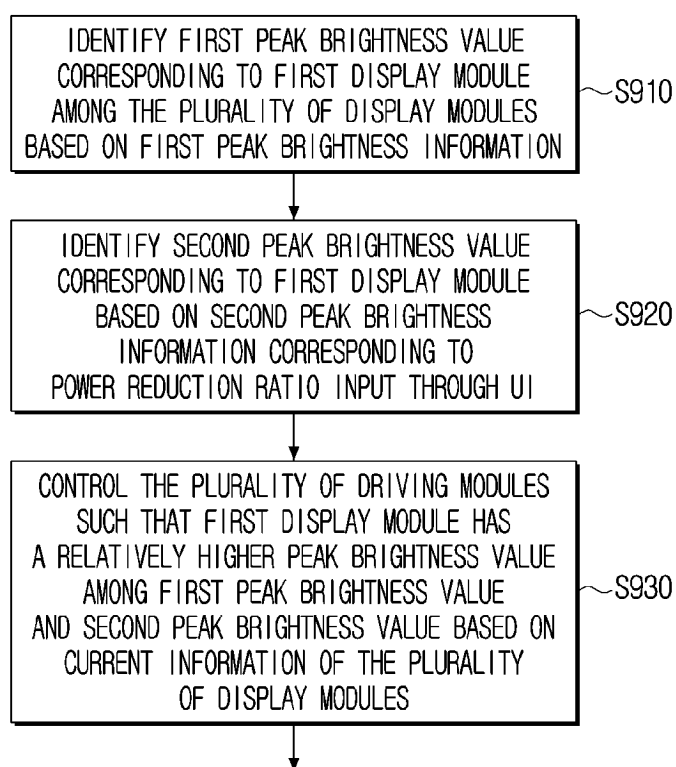 IDENTIFY FIRST PEAK BRIGHTNESS VALUE
CORRESPONDING TO FIRST DISPLAY MODULE
AMONG THE PLURALITY OF DISPLAY MODULES
BASED ON FIRST PEAK BRIGHTNESS INFORMATION
S910
IDENTIFY SECOND PEAK BRIGHTNESS VALUE
CORRESPONDING TO FIRST DISPLAY MODULE
BASED ON SECOND PEAK BRIGHTNESS
INFORMATION CORRESPONDING TO
POWER REDUCTION RATIO INPUT THROUGH UI
S920
CONTROL THE PLURALITY OF DRIVING MODULES
SUCH THAT FIRST DISPLAY MODULE HAS
A RELATIVELY HIGHER PEAK BRIGHTNESS VALUE
AMONG FIRST PEAK BRIGHTNESS VALUE
AND SECOND PEAK BRIGHTNESS VALUE BASED ON
CURRENT INFORMATION OF THE PLURALITY
OF DISPLAY MODULES
S930